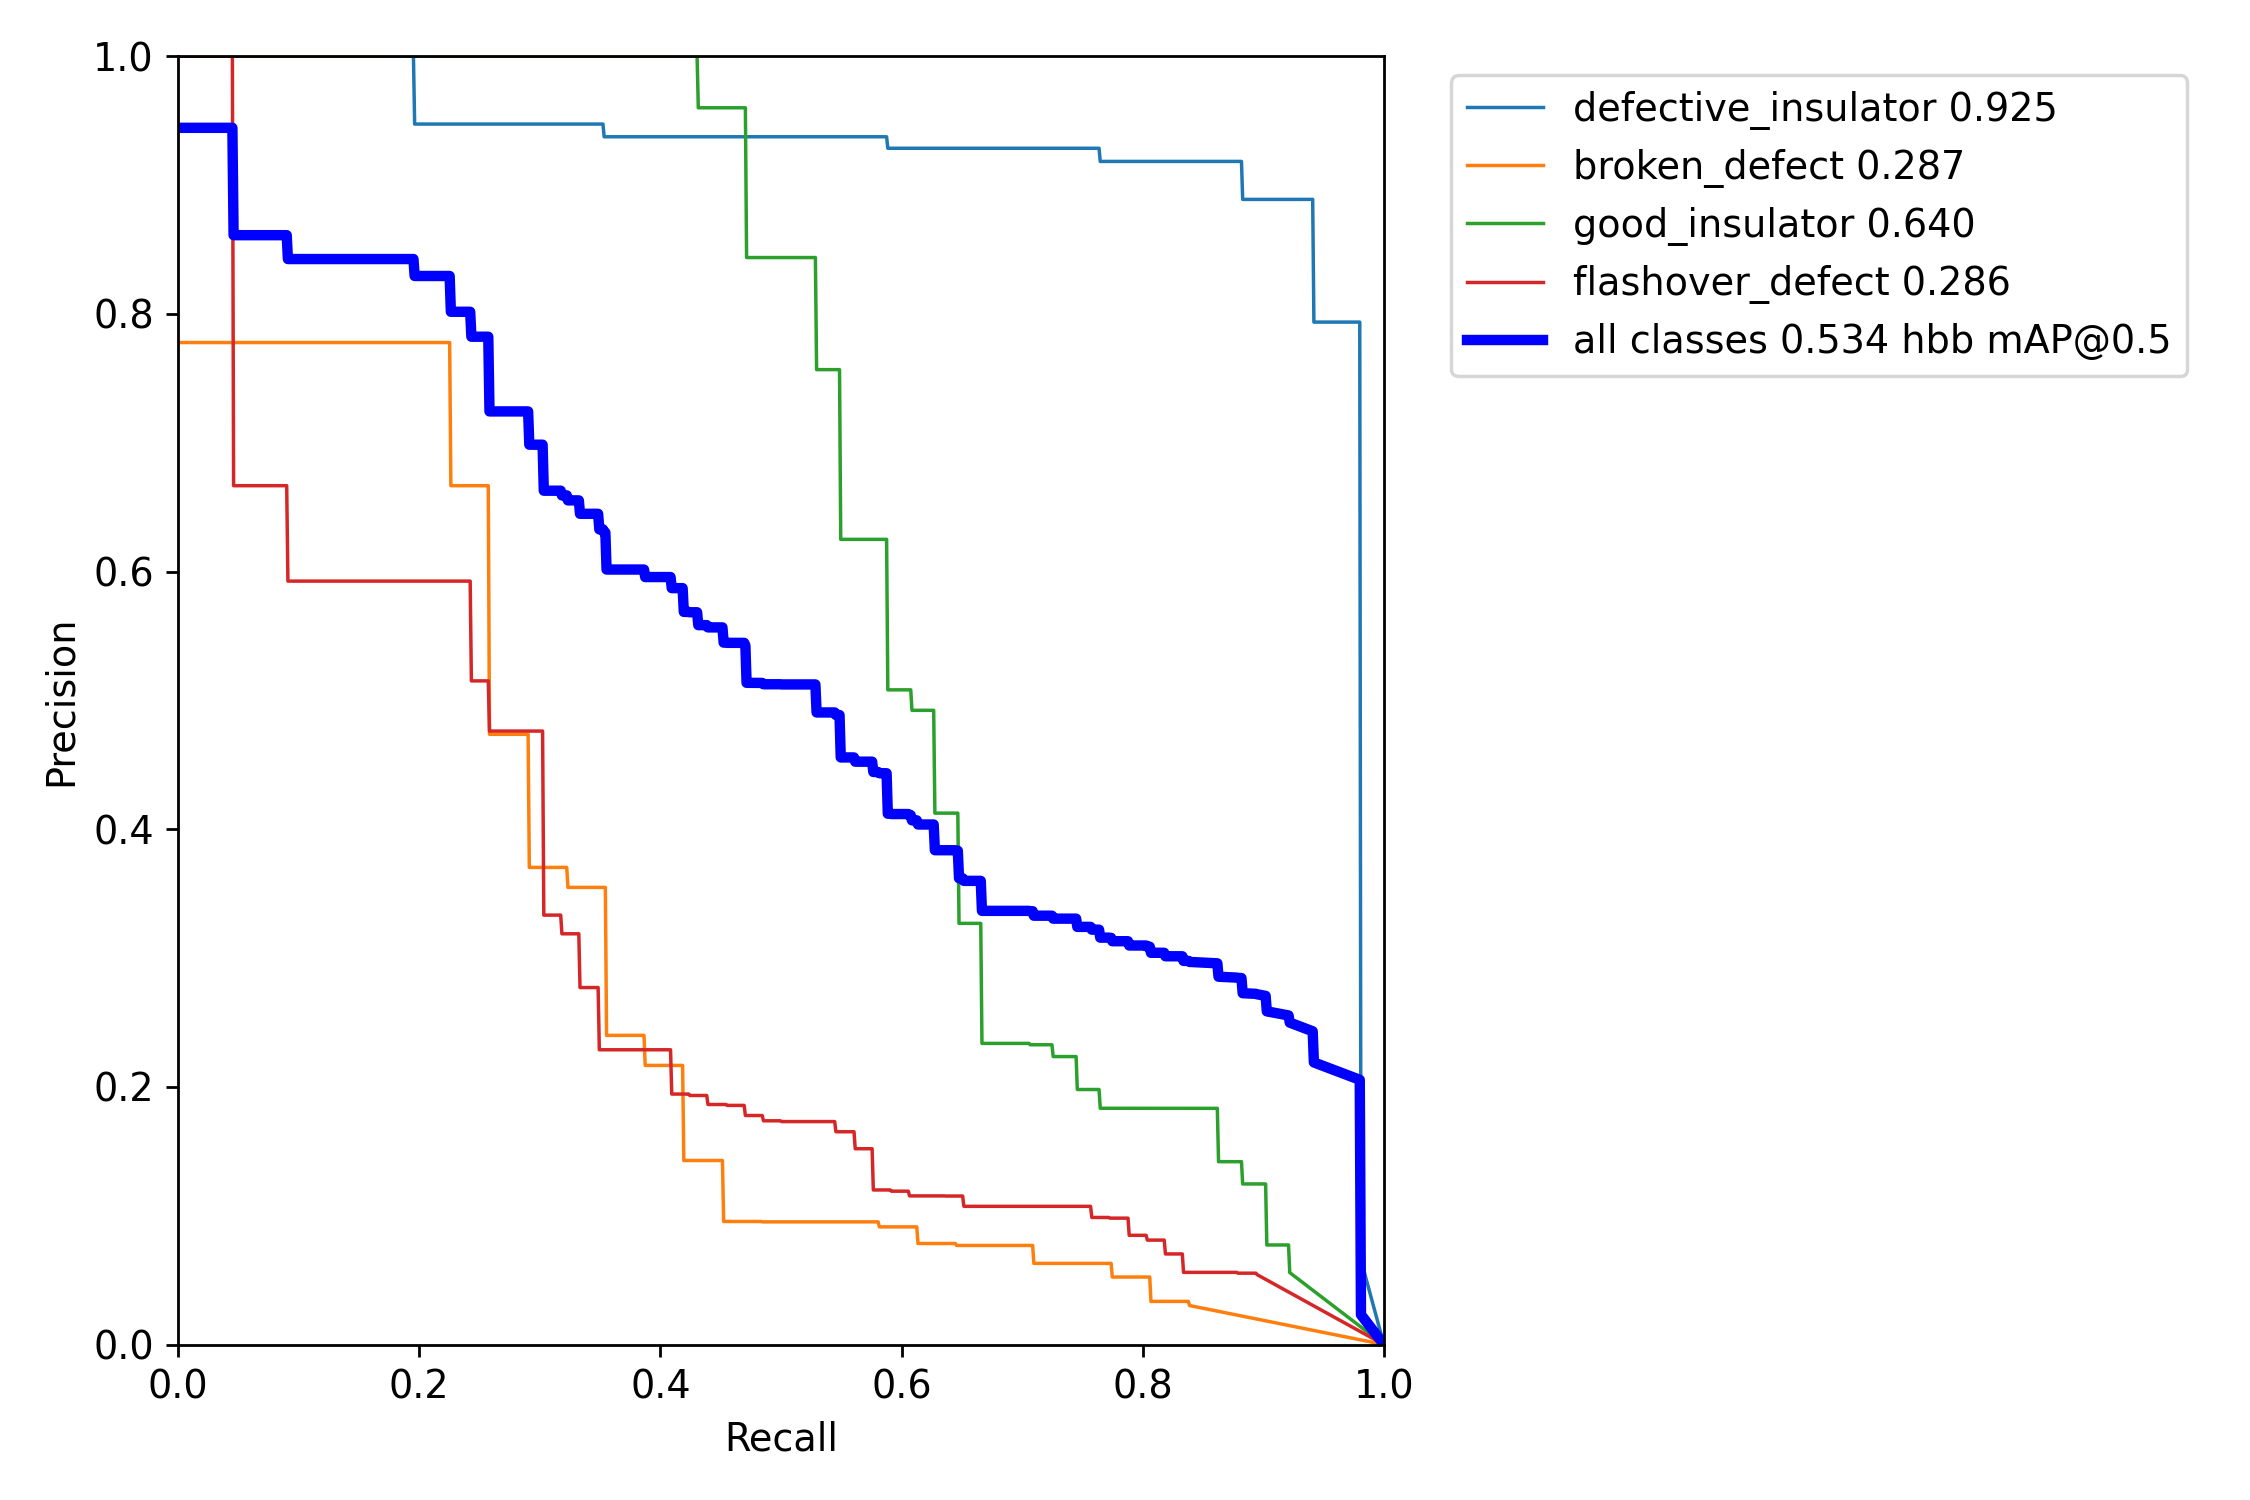 1.0
0.8
0.6
0.4
0.2
0.0
Precision
0.0 0.2 0.4 0.6 0.8 1.0
Recall
defective_insulator 0.925
broken_defect 0.287
good_insulator 0.640
flashover_defect 0.286
all classes 0.534 hbb mAP@0.5